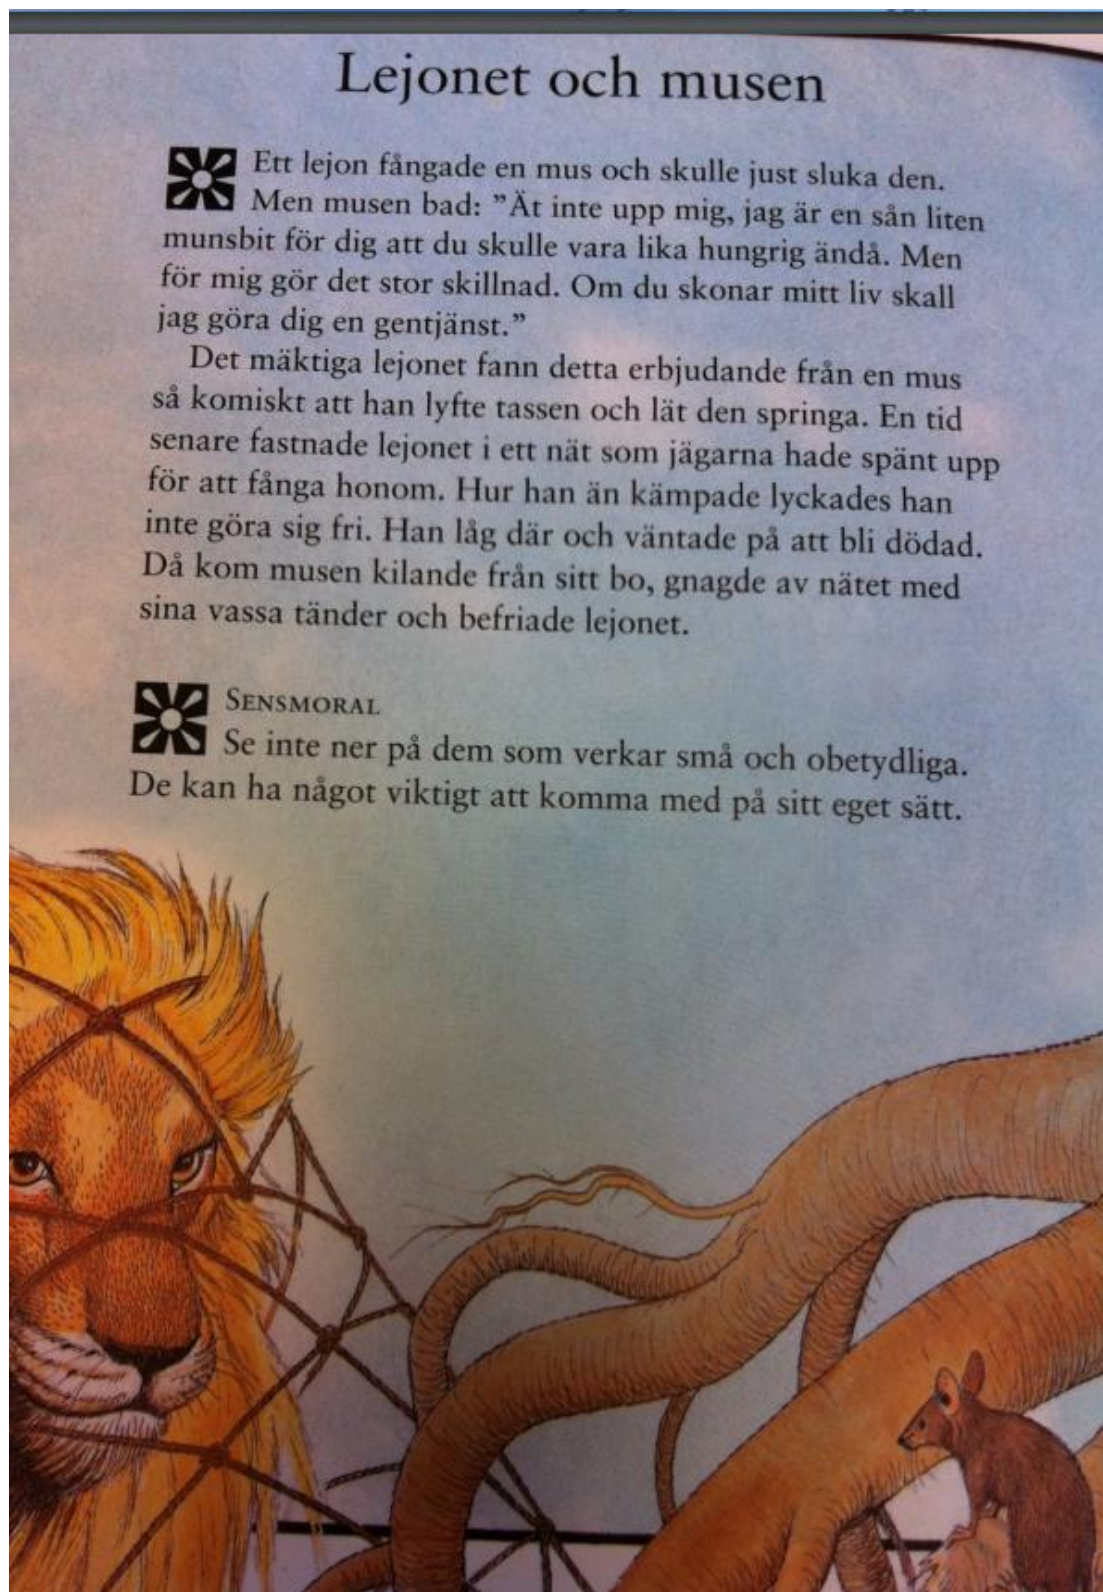 Lejonet och musen
Ett lejon fångade en mus och skulle just sluka den.
Men musen bad: ”Ät inte upp mig, jag är en sån liten
munsbit för dig att du skulle vara lika hungrig ändå. Men
för mig gör det stor skillnad. Om du skonar mitt liv skall
jag göra dig en gentjänst.”
Det mäktiga lejonet fann detta erbjudande från en mus
så komiskt att han lyfte tassen och lät den springa. En tid
senare fastnade lejonet i ett nät som jägarna hade spänt upp
för att fånga honom. Hur han än kämpade lyckades han
inte göra sig fri. Han låg där och väntade på att bli dödad.
Då kom musen kilande från sitt bo, gnagde av nätet med
sina vassa tänder och befriade lejonet.
SENSMORAL
Se inte ner på dem som verkar små och obetydliga.
De kan ha något viktigt att komma med på sitt eget sätt.